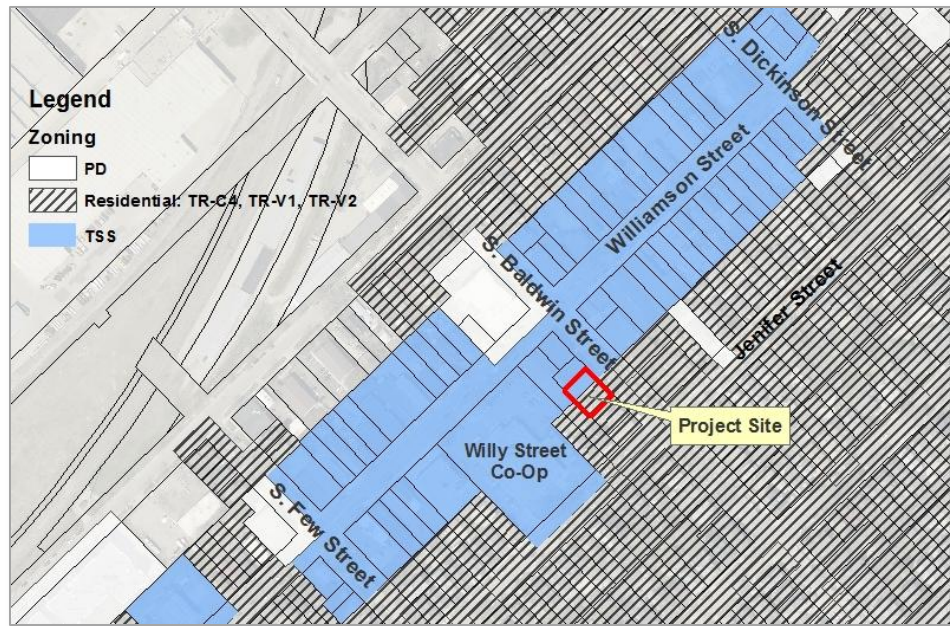 Legend
Zoning
PD
Residential: TR-C4, TR-V1, TR-V2
TSS
S. Dickinson Street
Williamson Street
S. Baldwin Street
Jenifer Street
Project Site
Willy Street
Co-Op
S. Few Street